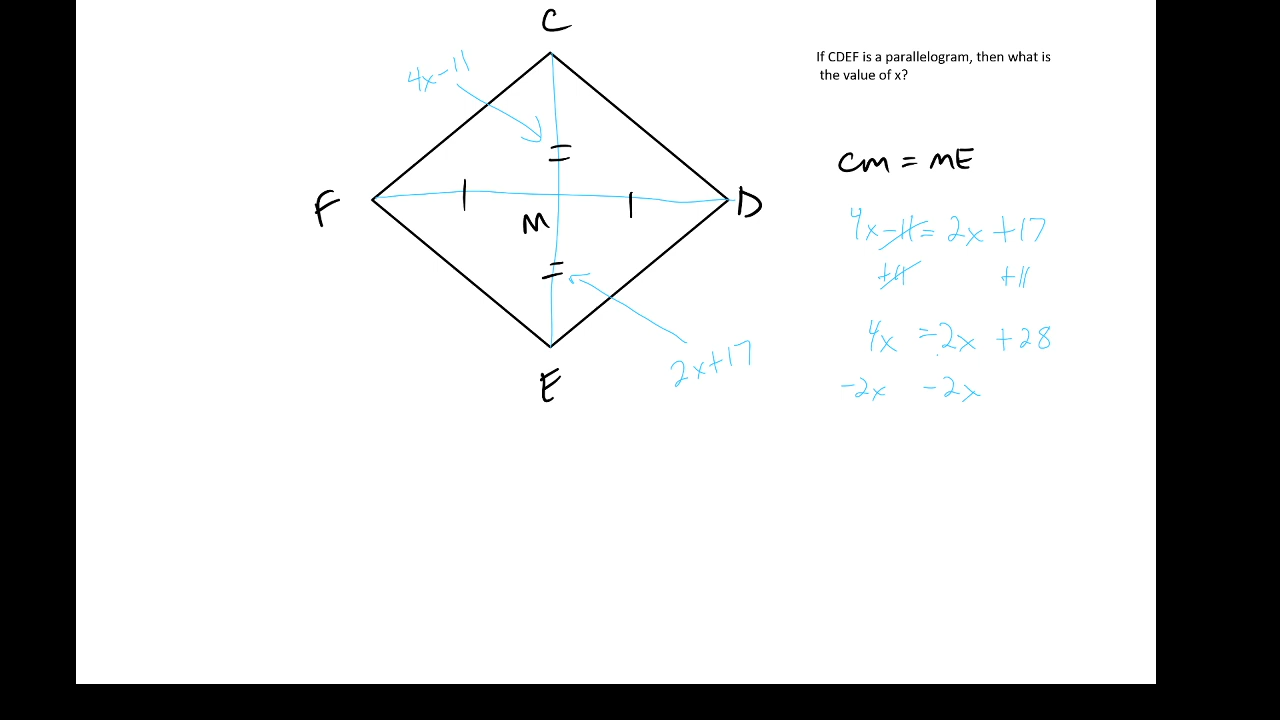 C
4x-11
If CDEF is a parallelogram, then what is
the value of x?
CM = ME
F
M
D
4x-11= 2x +17
+11 +11
4x =2x +28
2x+17
E
-2x -2x